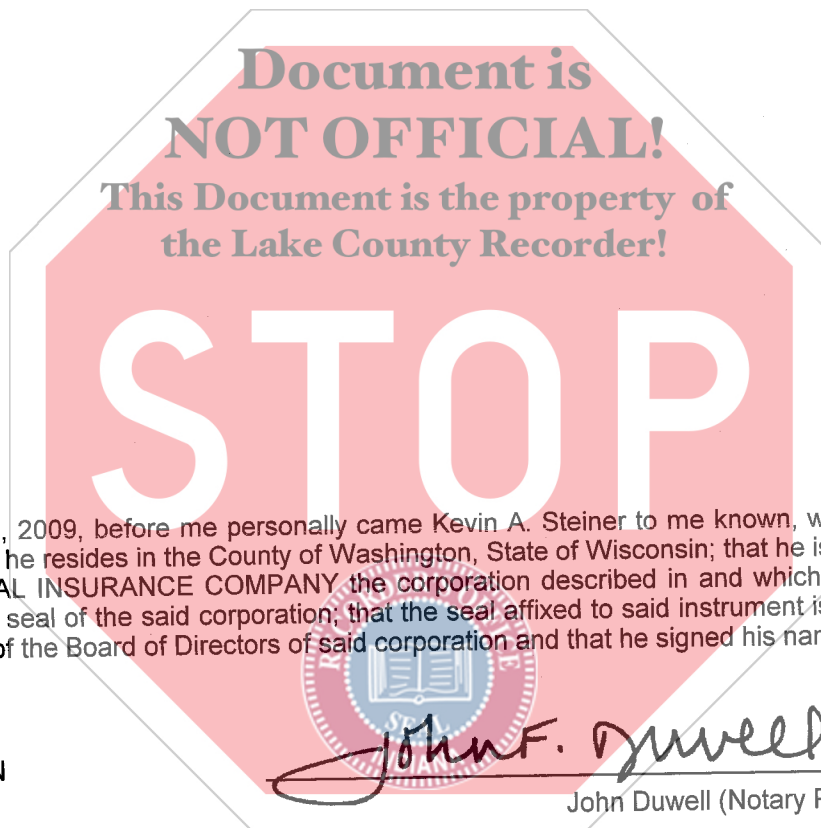 Document is
NOT OFFICIAL!
This Document is the property of
the Lake County Recorder!
STOP
, 2009, before me personally came Kevin A. Steiner to me known, w
he resides in the County of Washington, State of Wisconsin; that he is
AL INSURANCE COMPANY the corporation described in and which
seal of the said corporation; that the seal affixed to said instrument is
of the Board of Directors of said corporation and that he signed his nam
SEAL
John F. Duwell
N
John Duwell (Notary P